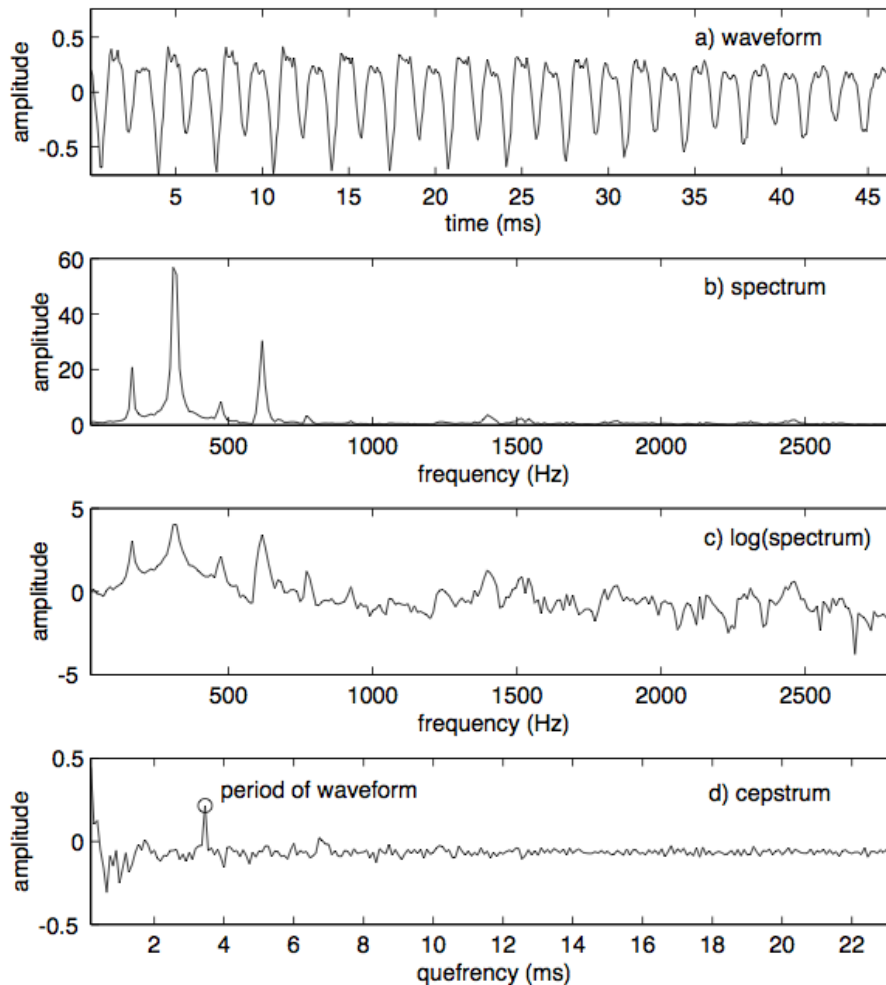 a) waveform
amplitude
0.5
0
-0.5
5 10 15 20 25 30 35 40 45
time (ms)
b) spectrum
amplitude
60
40
20
0
500 1000 1500 2000 2500
frequency (Hz)
c) log(spectrum)
amplitude
5
0
-5
500 1000 1500 2000 2500
frequency (Hz)
period of waveform
d) cepstrum
amplitude
0.5
0
-0.5
2 4 6 8 10 12 14 16 18 20 22
quefrency (ms)